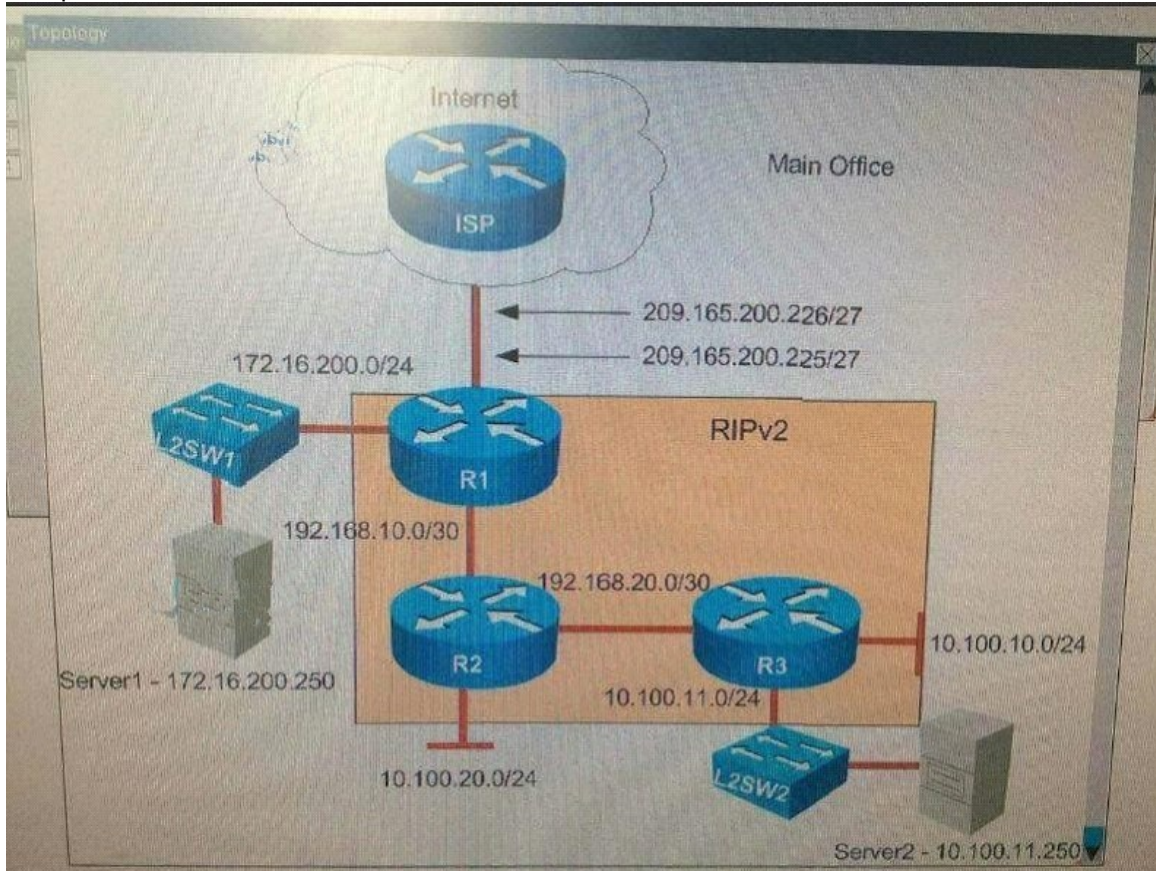 Topology
Internet
Main Office
ISP
209.165.200.226/27
209.165.200.225/27
172.16.200.0/24
L2SW1
RIPv2
R1
192.168.10.0/30
192.168.20.0/30
R2
R3
10.100.10.0/24
Server1 - 172.16.200.250
10.100.11.0/24
10.100.20.0/24
L2SW2
Server2 - 10.100.11.250